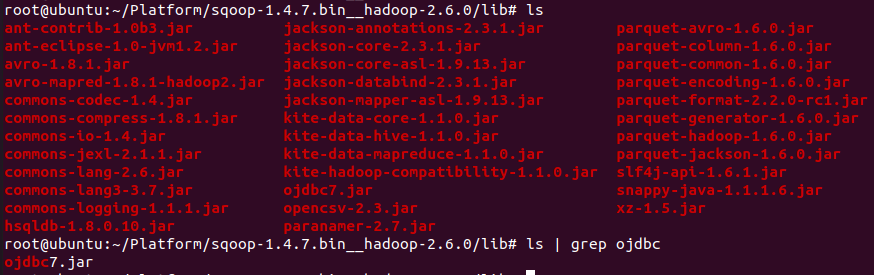 root@ubuntu:~/Platform/sqoop-1.4.7.bin__hadoop-2.6.0/lib# ls
ant-contrib-1.0b3.jar jackson-annotations-2.3.1.jar parquet-avro-1.6.0.jar
ant-eclipse-1.0-jvm1.2.jar jackson-core-2.3.1.jar parquet-column-1.6.0.jar
avro-1.8.1.jar jackson-core-asl-1.9.13.jar parquet-common-1.6.0.jar
avro-mapred-1.8.1-hadoop2.jar jackson-databind-2.3.1.jar parquet-encoding-1.6.0.jar
commons-codec-1.4.jar jackson-mapper-asl-1.9.13.jar parquet-format-2.2.0-rc1.jar
commons-compress-1.8.1.jar kite-data-core-1.1.0.jar parquet-generator-1.6.0.jar
commons-io-1.4.jar kite-data-hive-1.1.0.jar parquet-hadoop-1.6.0.jar
commons-jexl-2.1.1.jar kite-data-mapreduce-1.1.0.jar parquet-jackson-1.6.0.jar
commons-lang-2.6.jar kite-hadoop-compatibility-1.1.0.jar slf4j-api-1.6.1.jar
commons-lang3-3.7.jar ojdbc7.jar snappy-java-1.1.1.6.jar
commons-logging-1.1.1.jar opencsv-2.3.jar xz-1.5.jar
hsqldb-1.8.0.10.jar paranamer-2.7.jar
root@ubuntu:~/Platform/sqoop-1.4.7.bin__hadoop-2.6.0/lib# ls | grep ojdbc
ojdbc7.jar